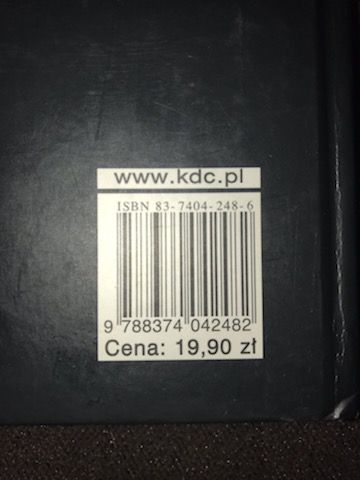 www.kdc.pl
ISBN 83-7404-248-6
9 788374 042482
Cena: 19,90 zł